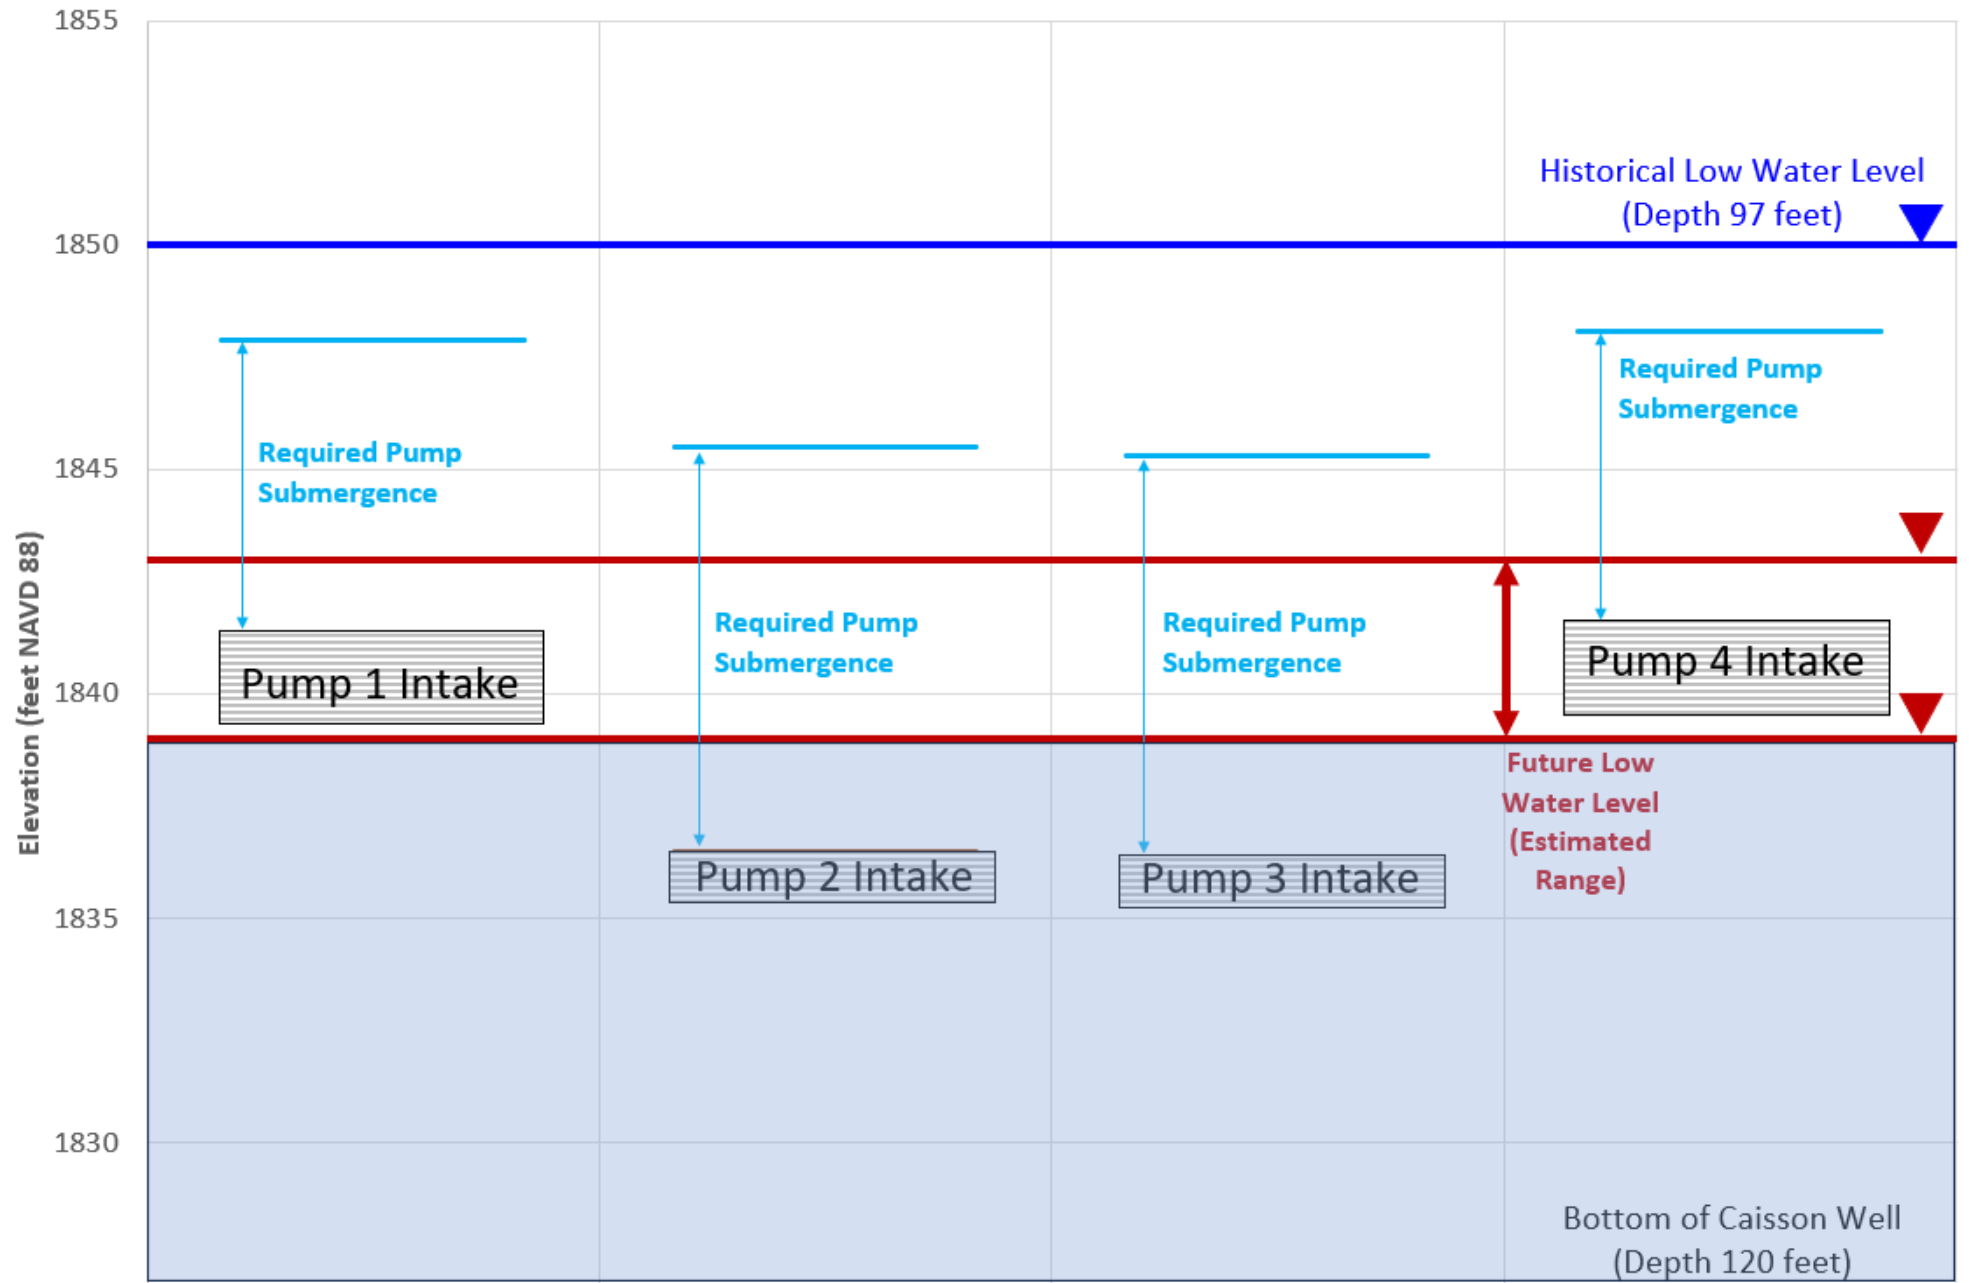 1855
Historical Low Water Level
(Depth 97 feet)
1850
Required Pump
Submergence
Required Pump
Submergence
1845
Elevation (feet NAVD 88)
Required Pump
Submergence
Required Pump
Submergence
Pump 1 Intake
Pump 4 Intake
1840
Future Low
Water Level
(Estimated
Range)
Pump 2 Intake
Pump 3 Intake
1835
1830
Bottom of Caisson Well
(Depth 120 feet)